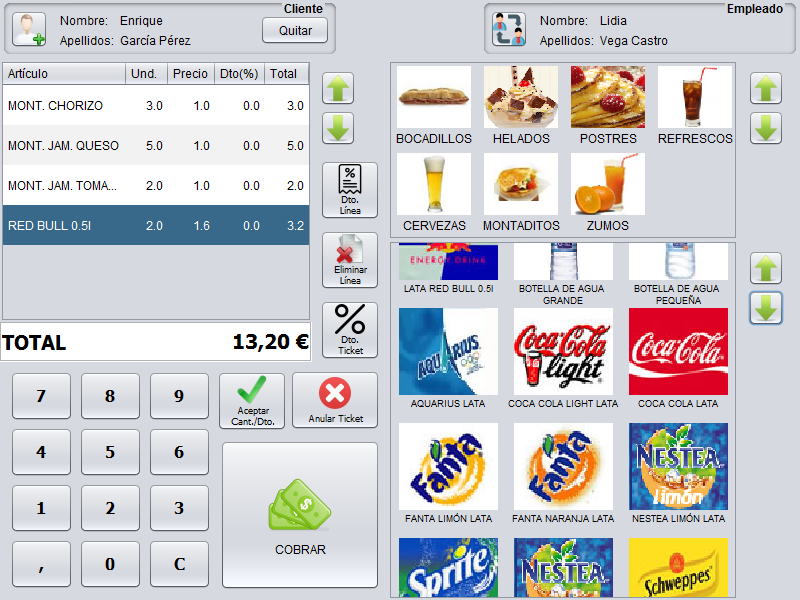 Cliente
Nombre: Enrique
Apellidos: García Pérez
Quitar
Empleado
Nombre: Lidia
Apellidos: Vega Castro
Artículo Und. Precio Dto(%) Total
MONT. CHORIZO 3.0 1.0 0.0 3.0
MONT. JAM. QUESO 5.0 1.0 0.0 5.0
MONT. JAM. TOMA... 2.0 1.0 0.0 2.0
RED BULL 0.5l 2.0 1.6 0.0 3.2
TOTAL 13,20 €
%
Dto.
Línea
Eliminar
Línea
%
Dto.
Ticket
7 8 9
4 5 6
1 2 3
, 0 C
Aceptar
Cant./Dto.
Anular Ticket
$
COBRAR
BOCADILLOS HELADOS POSTRES REFRESCOS
CERVEZAS MONTADITOS ZUMOS
ENERGY DRINK
LATA RED BULL 0.5l
BOTELLA DE AGUA
GRANDE
BOTELLA DE AGUA
PEQUEÑA
AQUARIUS
AQUARIUS LATA
Coca-Cola
light
COCA COLA LIGHT LATA
Coca-Cola
COCA COLA LATA
Fanta
FANTA LIMÓN LATA
Fanta
FANTA NARANJA LATA
NESTEA
limón
NESTEA LIMÓN LATA
Sprite
NESTEA
Schweppes